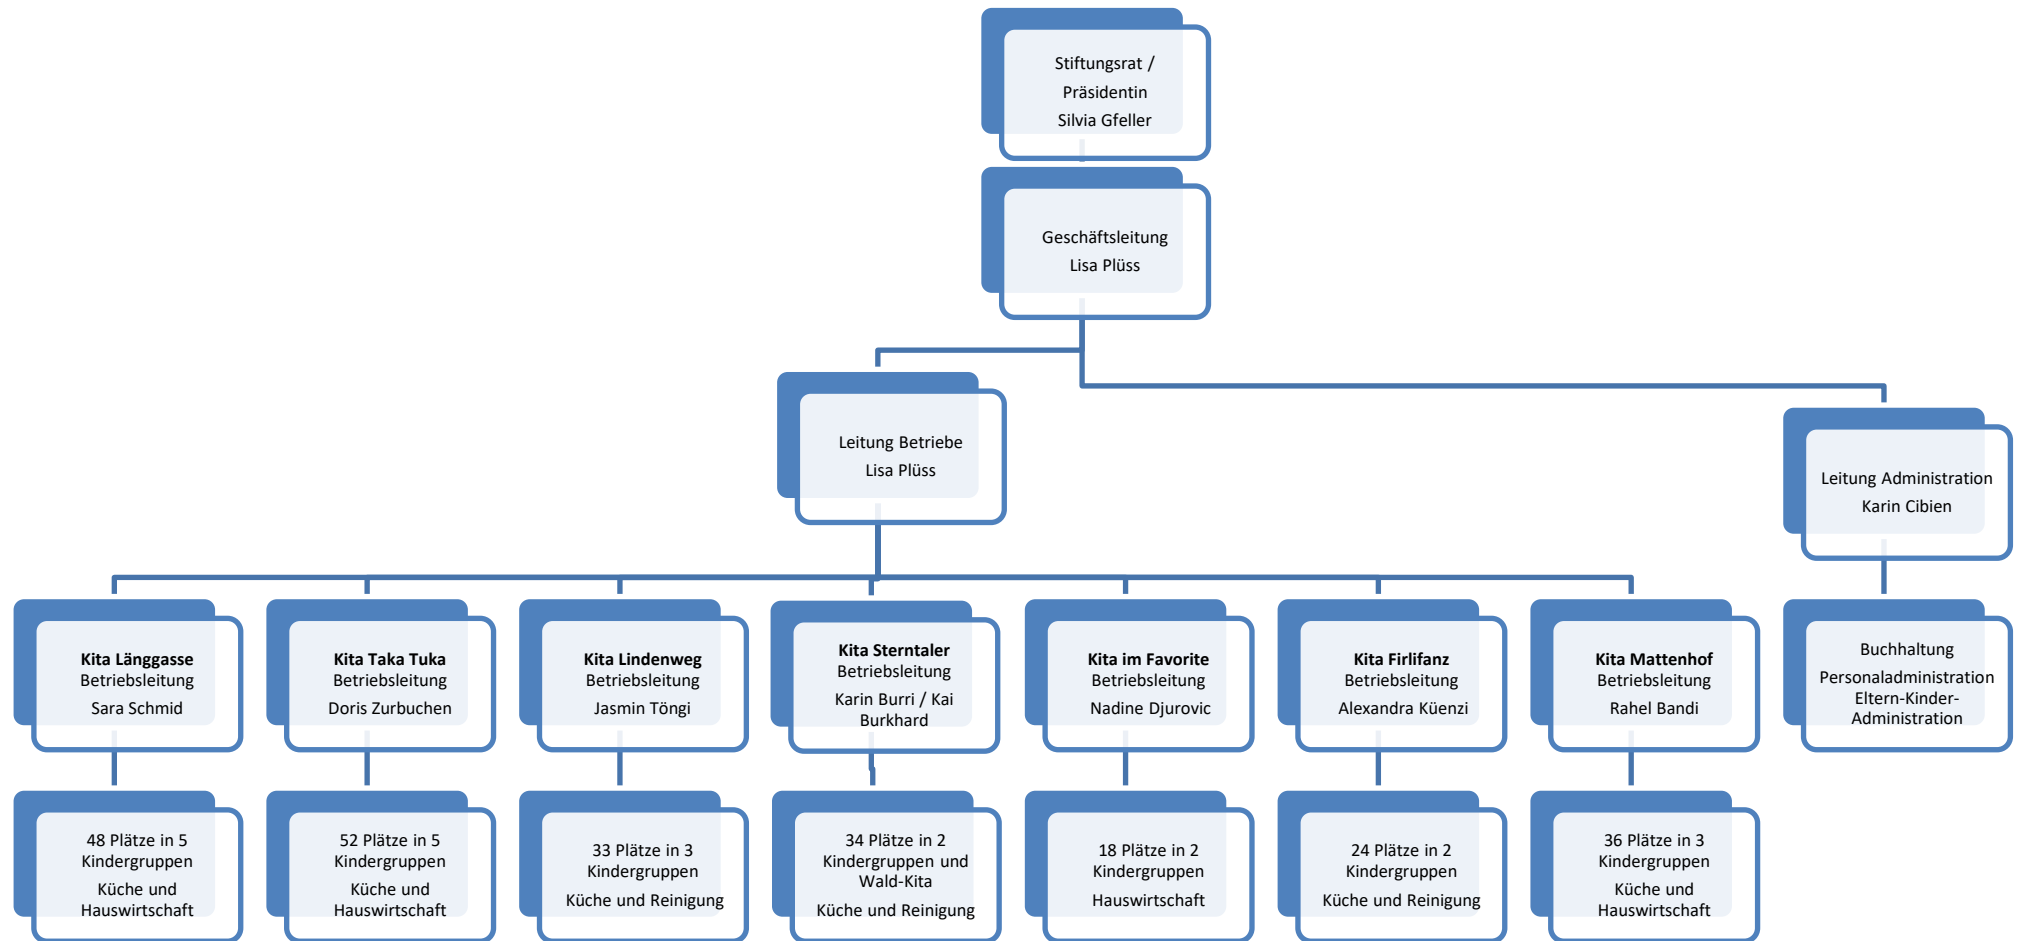 Stiftungsrat /
Präsidentin
Silvia Gfeller
Geschäftsleitung
Lisa Plüss
Leitung Betriebe
Lisa Plüss
Leitung Administration
Karin Cibien
Kita Länggasse
Betriebsleitung
Sara Schmid
Kita Taka Tuka
Betriebsleitung
Doris Zurbuchen
Kita Lindenweg
Betriebsleitung
Jasmin Töngi
Kita Sterntaler
Betriebsleitung
Karin Burri / Kai
Burkhard
Kita im Favorite
Betriebsleitung
Nadine Djurovic
Kita Firlifanz
Betriebsleitung
Alexandra Küenzi
Kita Mattenhof
Betriebsleitung
Rahel Bandi
Buchhaltung
Personaladministration
Eltern-Kinder-
Administration
48 Plätze in 5
Kindergruppen
Küche und
Hauswirtschaft
52 Plätze in 5
Kindergruppen
Küche und
Hauswirtschaft
33 Plätze in 3
Kindergruppen
Küche und Reinigung
34 Plätze in 2
Kindergruppen und
Wald-Kita
Küche und Reinigung
18 Plätze in 2
Kindergruppen
Hauswirtschaft
24 Plätze in 2
Kindergruppen
Küche und Reinigung
36 Plätze in 3
Kindergruppen
Küche und
Hauswirtschaft